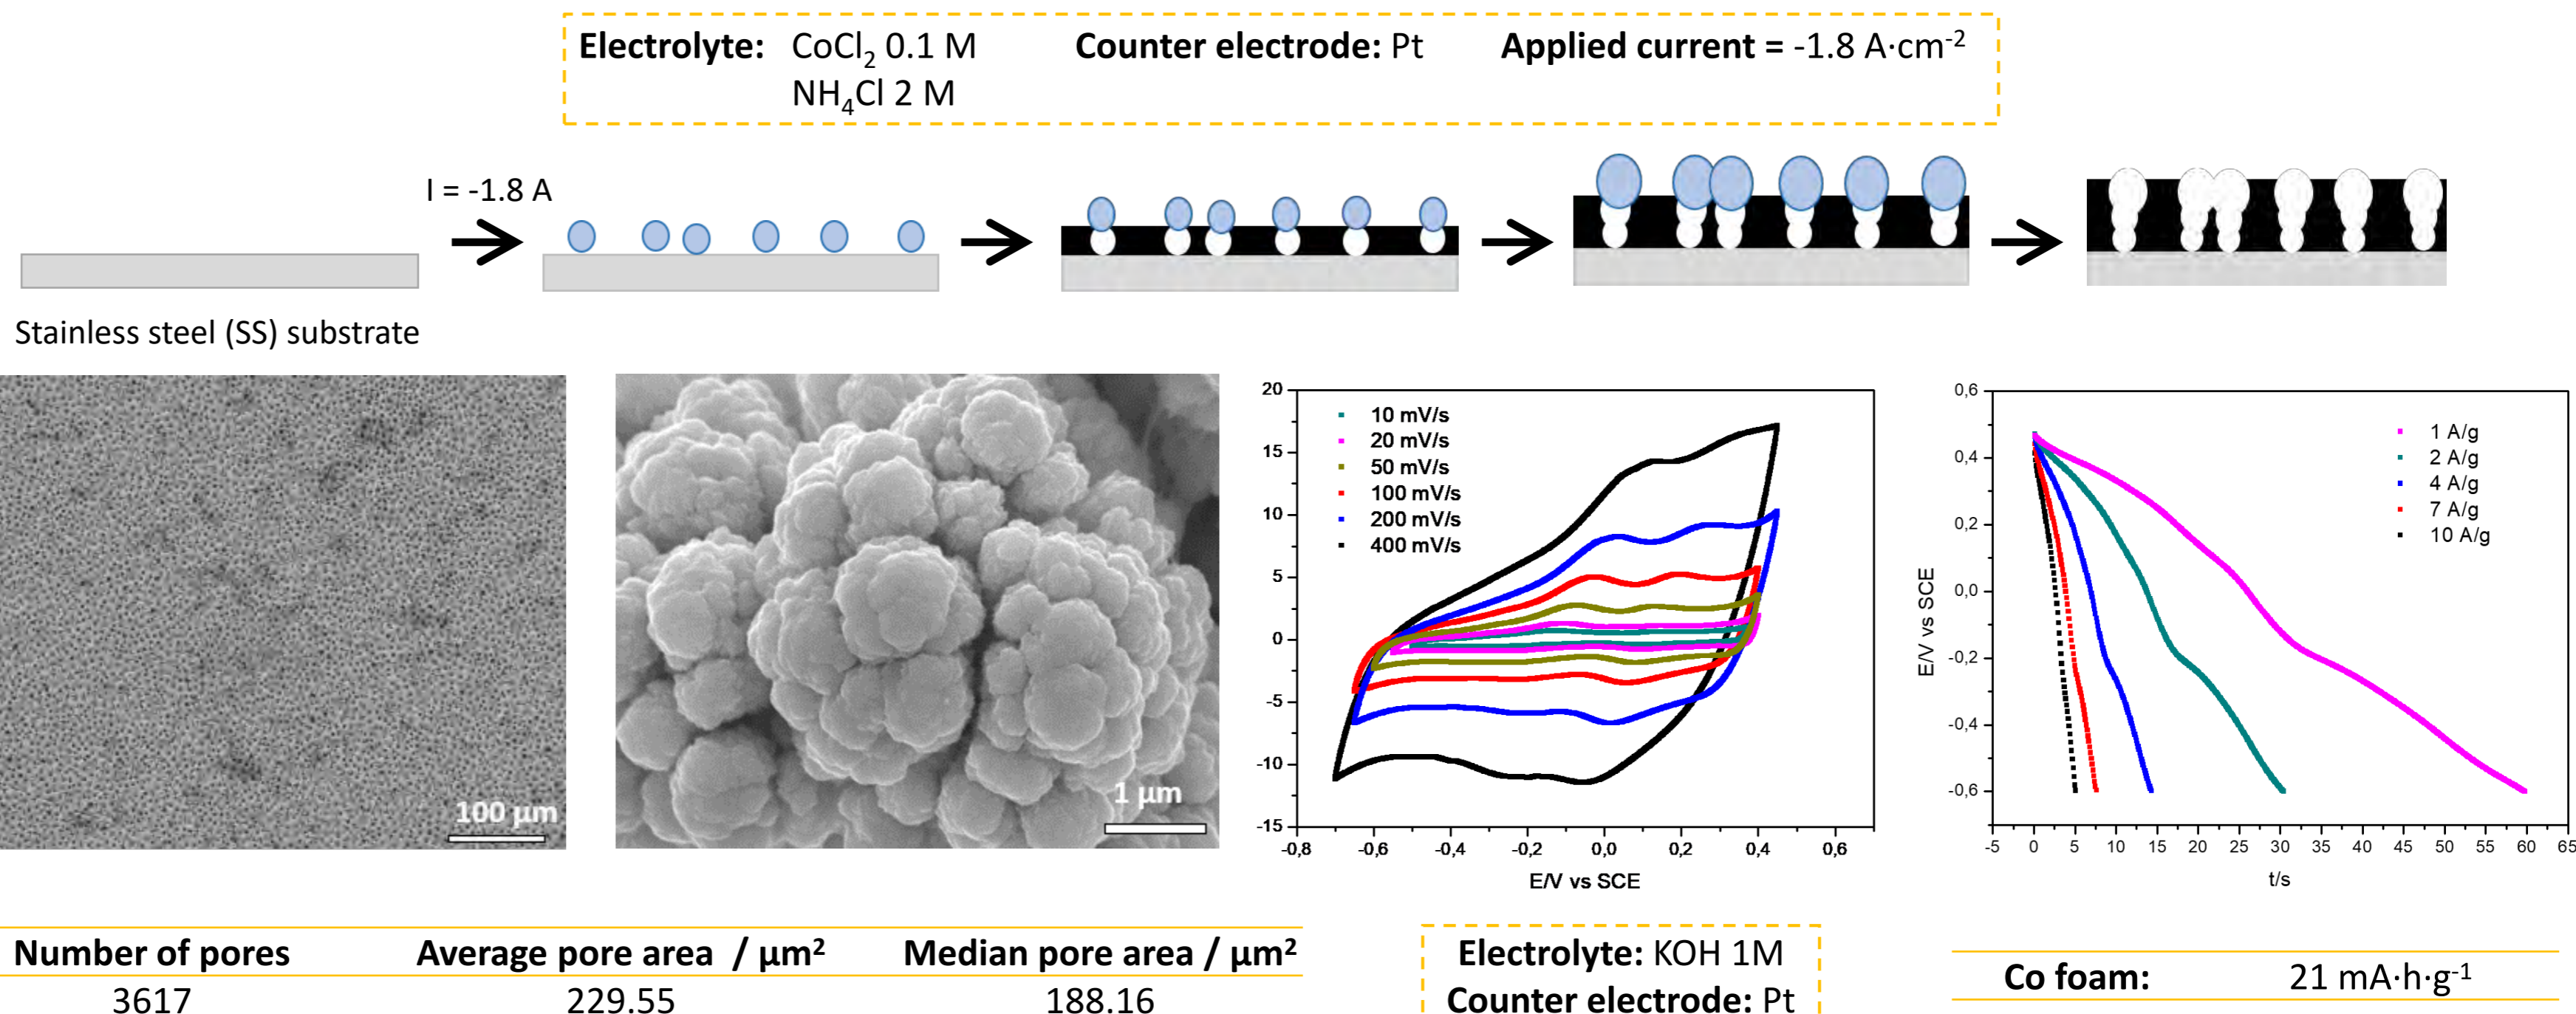 Electrolyte: CoCl2 0.1 M Counter electrode: Pt Applied current = -1.8 A·cm-2
NH4Cl 2 M
I = -1.8 A
Stainless steel (SS) substrate
100 µm
1 µm
20
15
10
5
0
-5
-10
-15
10 mV/s
20 mV/s
50 mV/s
100 mV/s
200 mV/s
400 mV/s
-0,8 -0,6 -0,4 -0,2 0,0 0,2 0,4 0,6
E/V vs SCE
0,6
0,4
0,2
0,0
-0,2
-0,4
-0,6
E/V vs SCE
1 A/g
2 A/g
4 A/g
7 A/g
10 A/g
-5 0 5 10 15 20 25 30 35 40 45 50 55 60 65
t/s
Number of pores Average pore area / µm2 Median pore area / µm2
3617 229.55 188.16
Electrolyte: KOH 1M
Counter electrode: Pt
Co foam: 21 mA·h·g-1